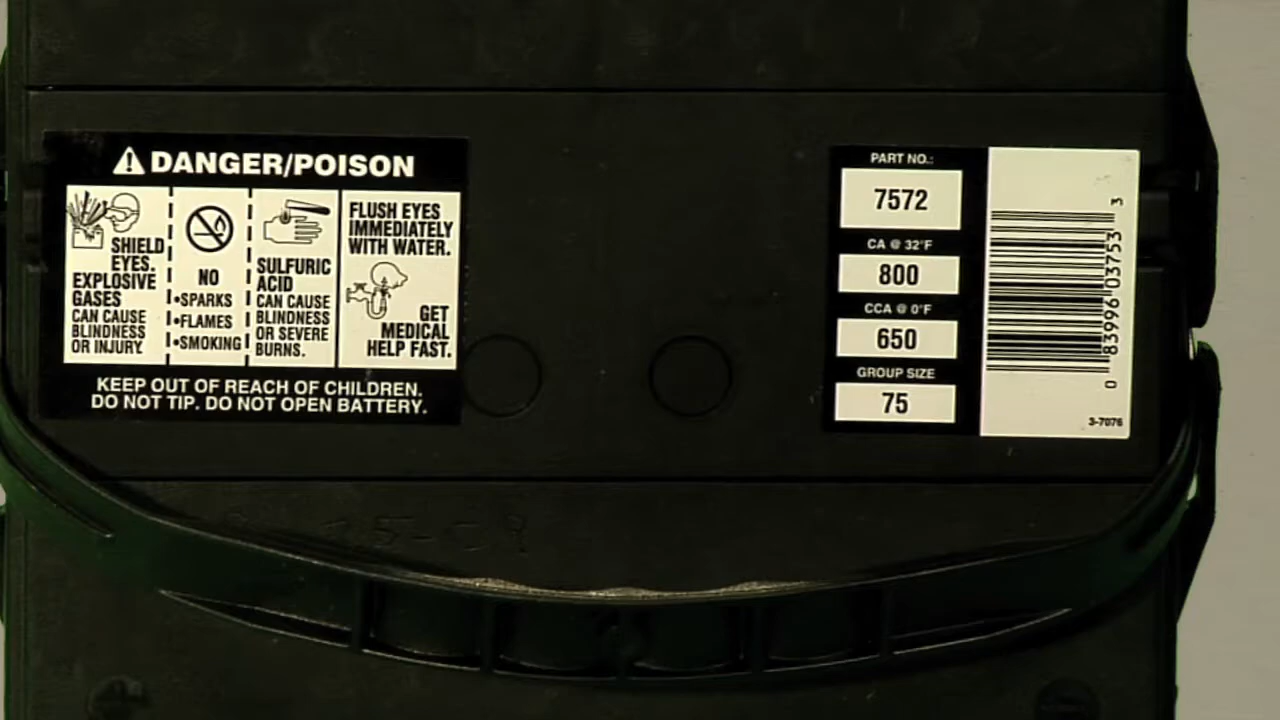 DANGER/POISON
SHIELD
EYES.
EXPLOSIVE
GASES
CAN CAUSE
BLINDNESS
OR INJURY.
NO
•SPARKS
•FLAMES
•SMOKING
SULFURIC
ACID
CAN CAUSE
BLINDNESS
OR SEVERE
BURNS.
FLUSH EYES
IMMEDIATELY
WITH WATER.
GET
MEDICAL
HELP FAST.
KEEP OUT OF REACH OF CHILDREN.
DO NOT TIP. DO NOT OPEN BATTERY.
PART NO.:
7572
CA @ 32°F
800
CCA @ 0°F
650
GROUP SIZE
75
0 83996 03753 3
3-7076